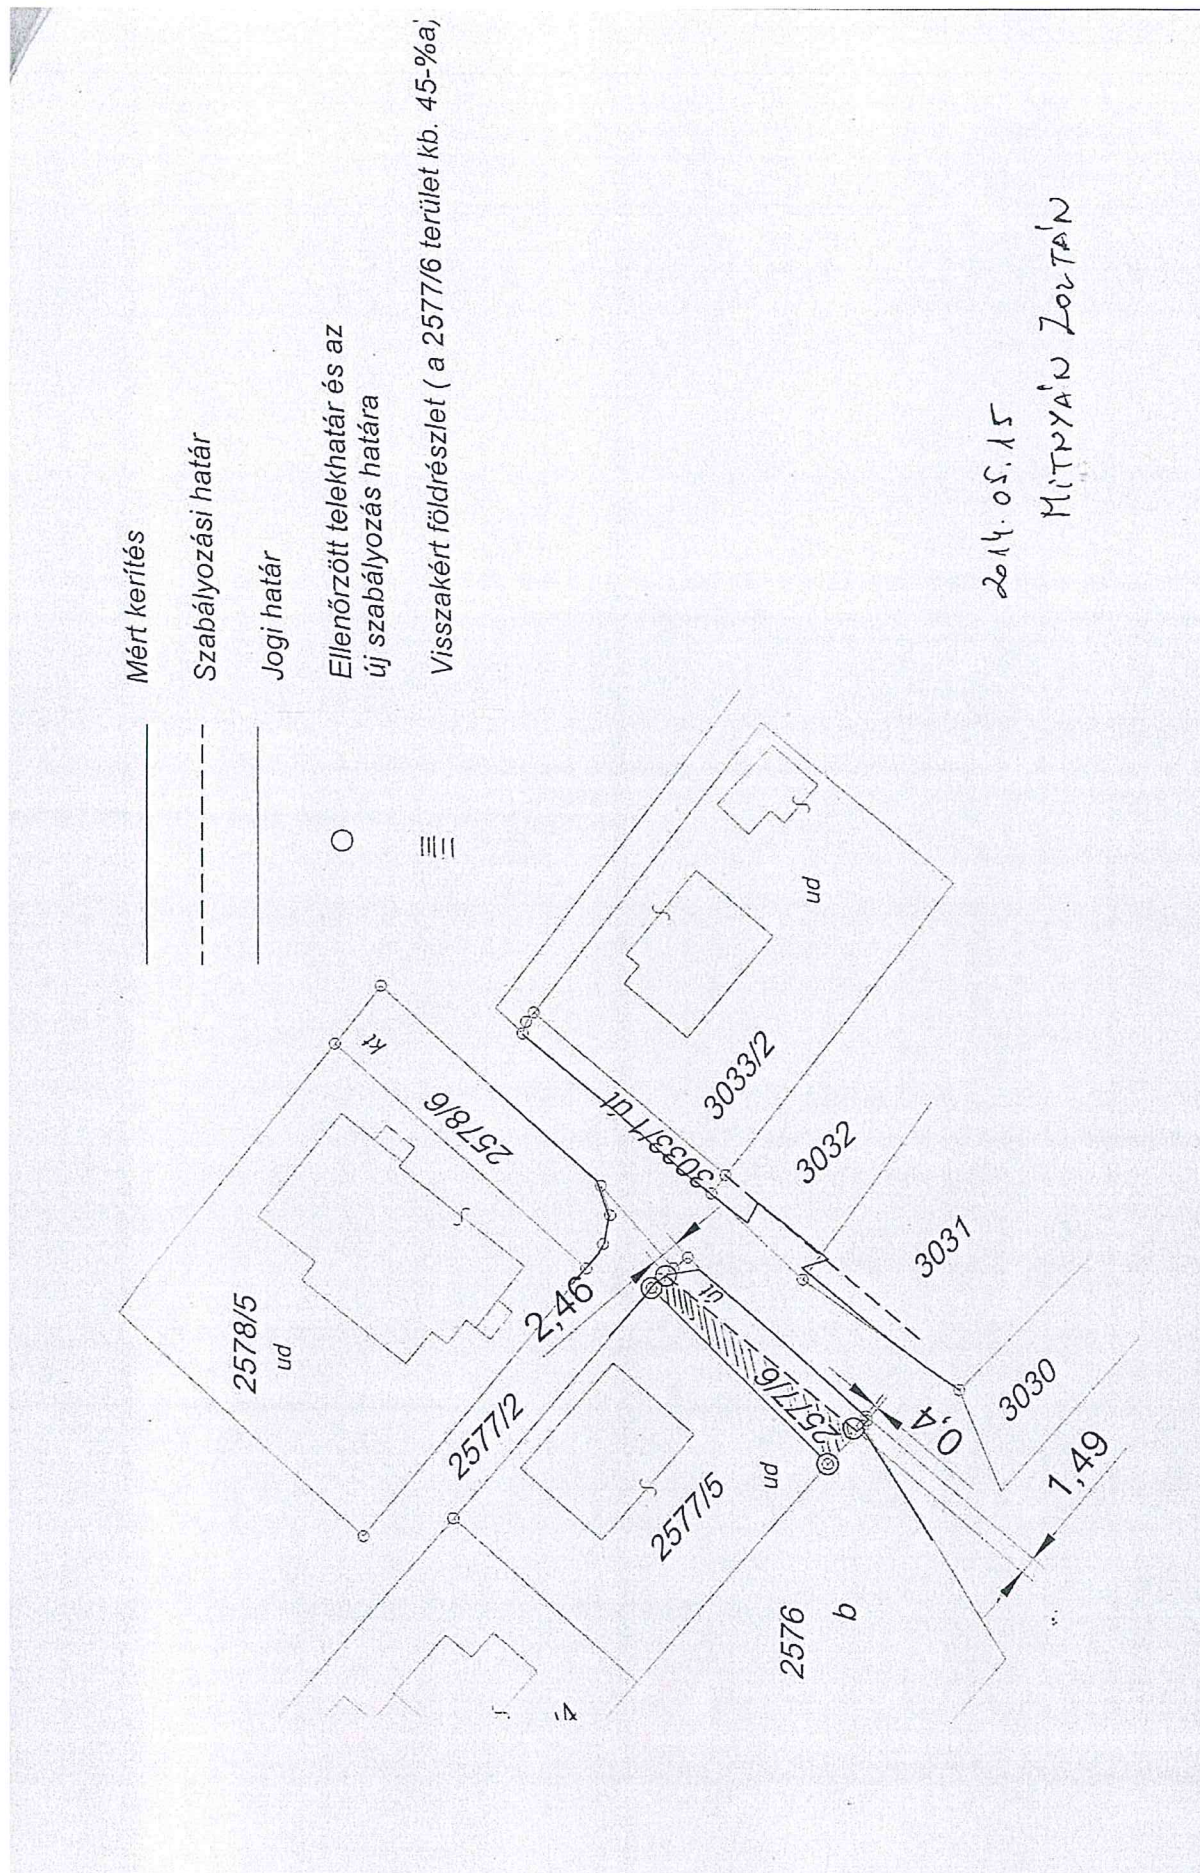 Mért kerítés
Szabályozási határ
Jogi határ
Ellenőrzött telekhatár és az
új szabályozás határa
Visszakért földrészlet ( a 2577/6 terület kb. 45-%a)
kt
2578/6
2578/5
ud
3033/1 út
3033/2
ud
3032
3031
3030
2,46
út
2577/2
2577/6
2577/5
ud
0,4
1,49
2576
b
2014.05.15
MITNYÁN ZOLTÁN